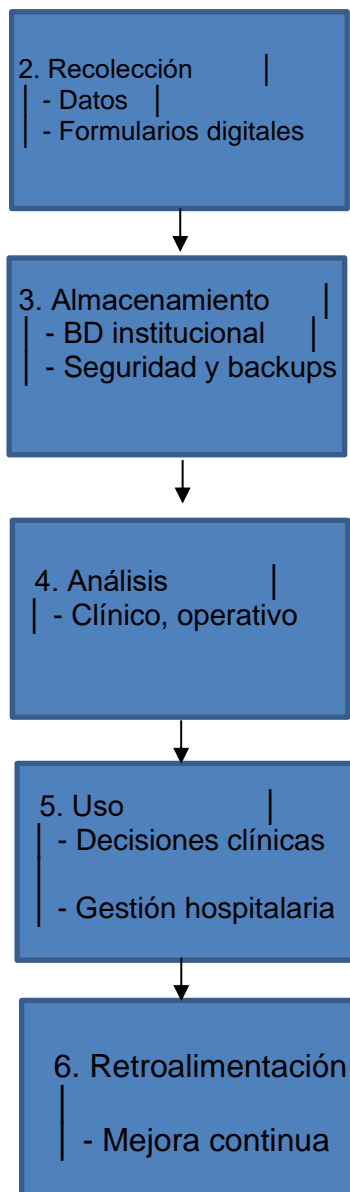 2. Recolección |
| - Datos |
| - Formularios digitales
3. Almacenamiento |
| - BD institucional |
| - Seguridad y backups
4. Análisis |
| - Clínico, operativo
5. Uso |
| - Decisiones clínicas
|
| - Gestión hospitalaria
6. Retroalimentación
|
| - Mejora continua